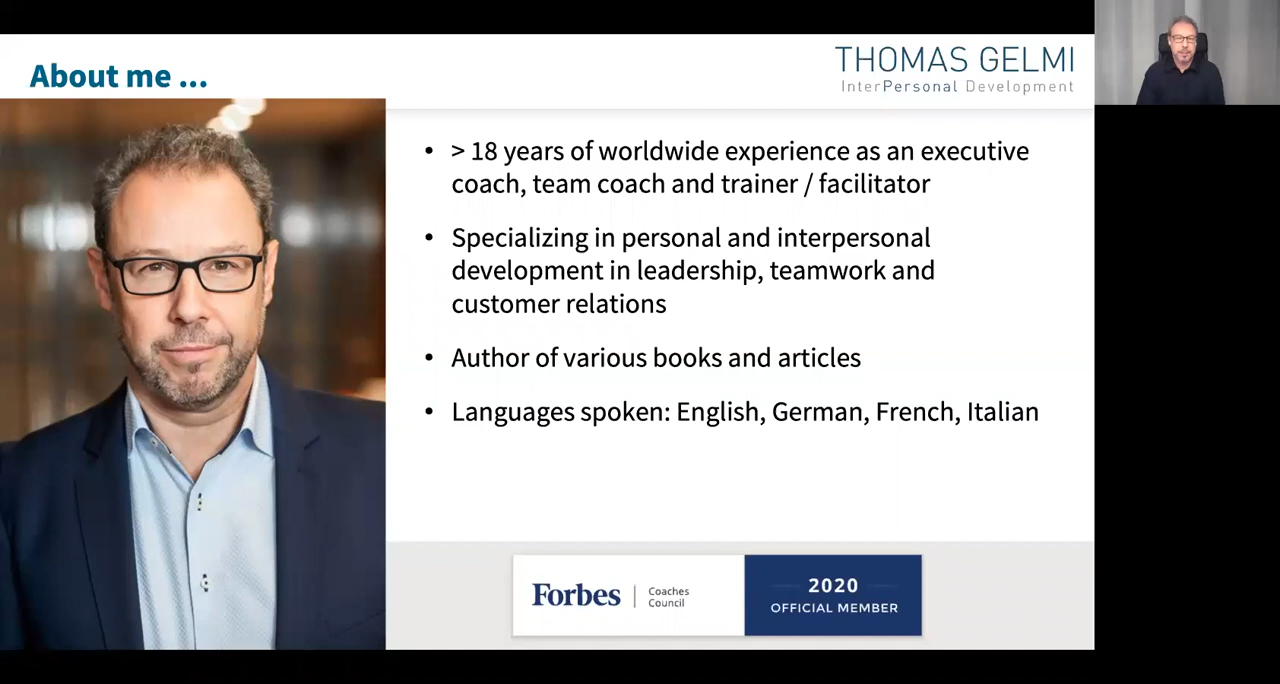 About me ...
THOMAS GELMI
InterPersonal Development
• > 18 years of worldwide experience as an executive
coach, team coach and trainer / facilitator
• Specializing in personal and interpersonal
development in leadership, teamwork and
customer relations
• Author of various books and articles
• Languages spoken: English, German, French, Italian
Forbes
Coaches
Council
2020
OFFICIAL MEMBER